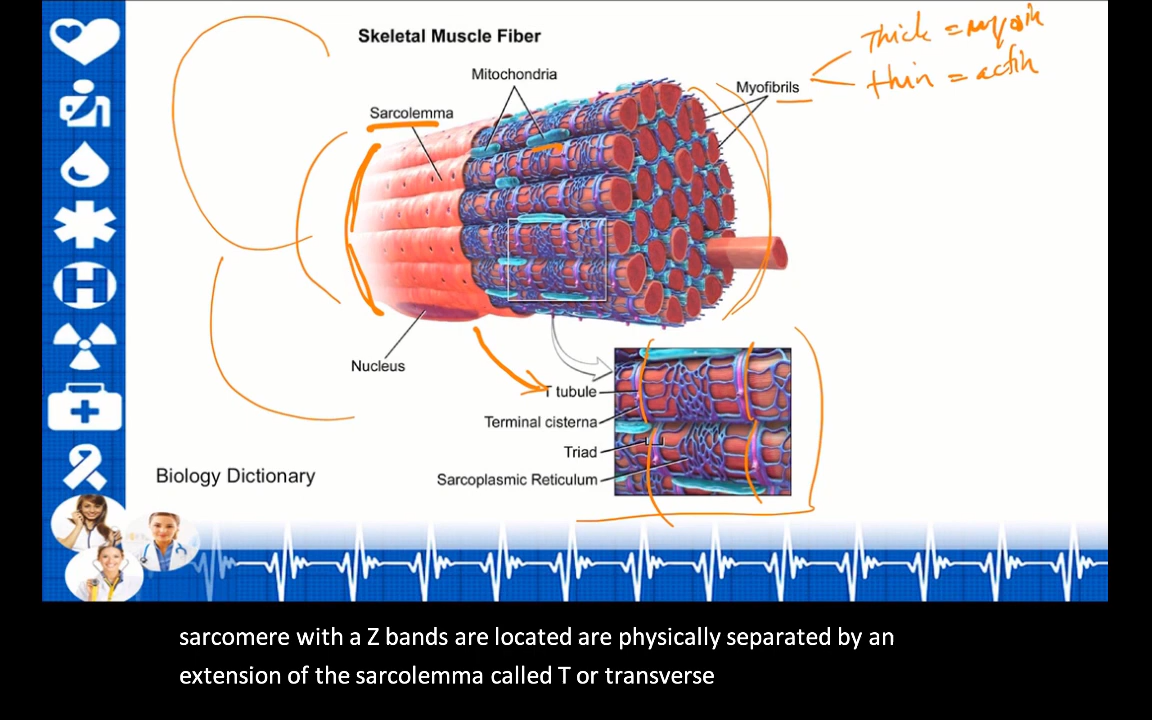 Skeletal Muscle Fiber
Thick = myosin
thin = actin
Mitochondria
Myofibrils
Sarcolemma
Nucleus
T tubule
Terminal cisterna
Triad
Sarcoplasmic Reticulum
Biology Dictionary
H
sarcomere with a Z bands are located are physically separated by an
extension of the sarcolemma called T or transverse